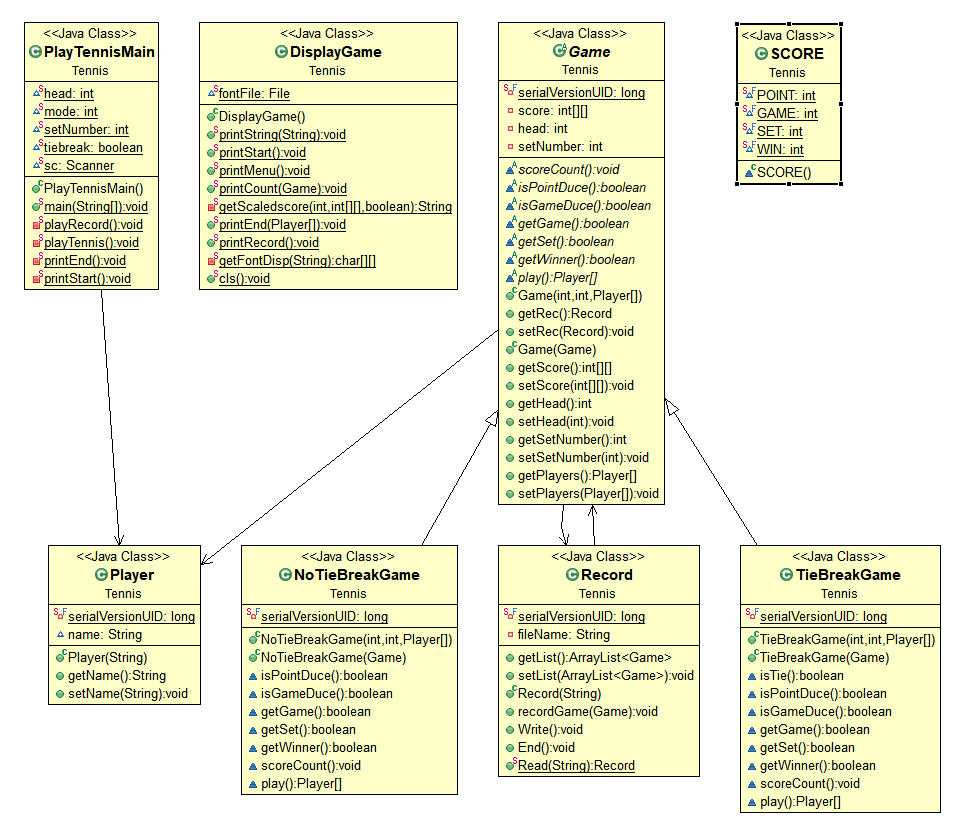 <<Java Class>>
PlayTennisMain
Tennis
head: int
mode: int
setNumber: int
tiebreak: boolean
sc: Scanner
PlayTennisMain()
main(String[]):void
playRecord():void
playTennis():void
printEnd():void
printStart():void
<<Java Class>>
DisplayGame
Tennis
fontFile: File
DisplayGame()
printString(String):void
printStart():void
printMenu():void
printCount(Game):void
getScaledscore(int,int[][],boolean):String
printEnd(Player[]):void
printRecord():void
getFontDisp(String):char[][]
cls():void
<<Java Class>>
Game
Tennis
serialVersionUID: long
score: int[][]
head: int
setNumber: int
scoreCount():void
isPointDuce():boolean
isGameDuce():boolean
getGame():boolean
getSet():boolean
getWinner():boolean
play():Player[]
Game(int,int,Player[])
getRec():Record
setRec(Record):void
Game(Game)
getScore():int[][]
setScore(int[][]):void
getHead():int
setHead(int):void
getSetNumber():int
setSetNumber(int):void
getPlayers():Player[]
setPlayers(Player[]):void
<<Java Class>>
SCORE
Tennis
POINT: int
GAME: int
SET: int
WIN: int
SCORE()
<<Java Class>>
Player
Tennis
serialVersionUID: long
name: String
Player(String)
getName():String
setName(String):void
<<Java Class>>
NoTieBreakGame
Tennis
serialVersionUID: long
NoTieBreakGame(int,int,Player[])
NoTieBreakGame(Game)
isPointDuce():boolean
isGameDuce():boolean
getGame():boolean
getSet():boolean
getWinner():boolean
scoreCount():void
play():Player[]
<<Java Class>>
Record
Tennis
serialVersionUID: long
fileName: String
getList():ArrayList<Game>
setList(ArrayList<Game>):void
Record(String)
recordGame(Game):void
Write():void
End():void
Read(String):Record
<<Java Class>>
TieBreakGame
Tennis
serialVersionUID: long
TieBreakGame(int,int,Player[])
TieBreakGame(Game)
isTie():boolean
isPointDuce():boolean
isGameDuce():boolean
getGame():boolean
getSet():boolean
getWinner():boolean
scoreCount():void
play():Player[]